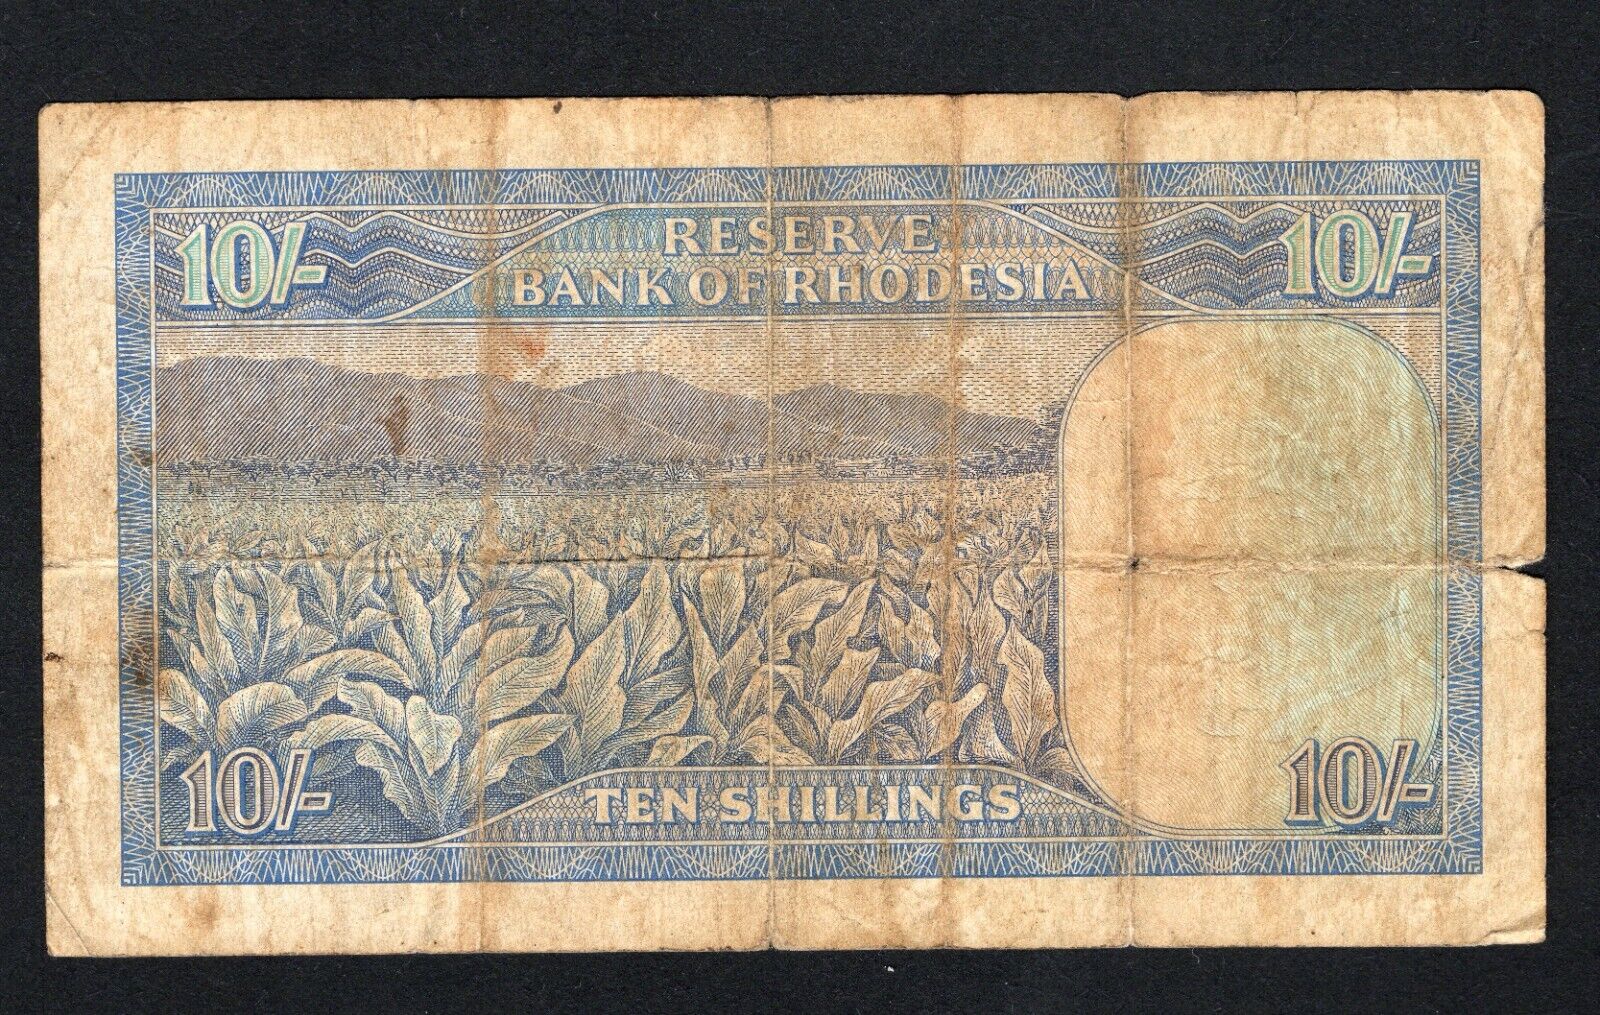 10/-
RESERVE
BANK OF RHODESIA
10/-
10/-
TEN SHILLINGS
10/-